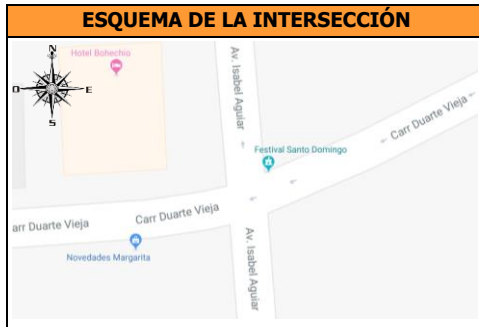 ESQUEMA DE LA INTERSECCIÓN
N
Hotel Bohechio
O
E
S
Av. Isabel Aguiar
Carr Duarte Vieja
Festival Santo Domingo
arr Duarte Vieja
Carr Duarte Vieja
Novedades Margarita
Av. Isabel Aguiar